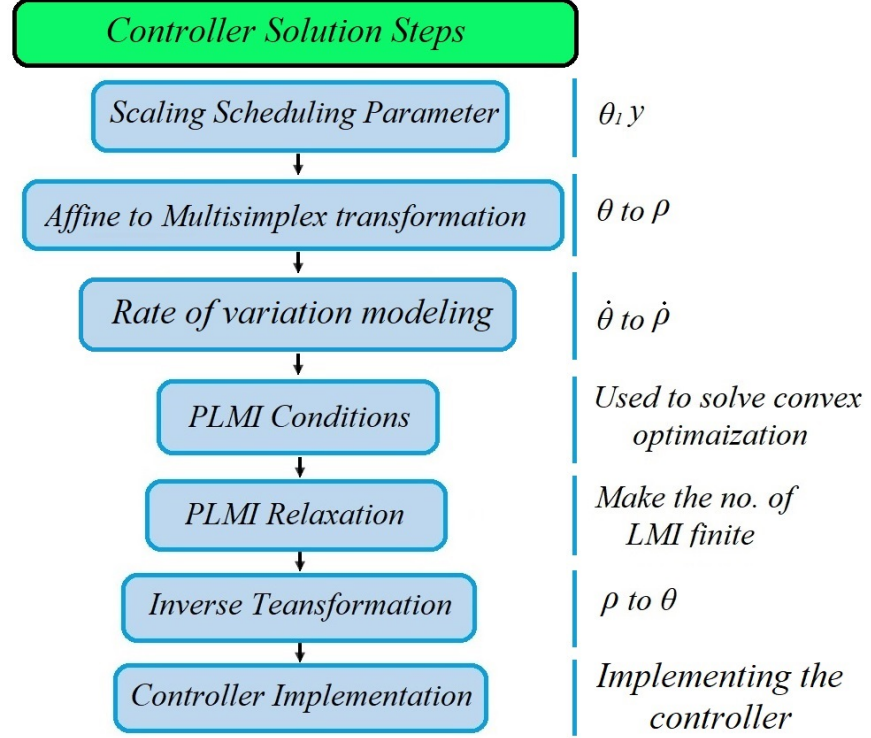 Controller Solution Steps
Scaling Scheduling Parameter
θ₁ y
Affine to Multisimplex transformation
θ to ρ
Rate of variation modeling
θ̇ to ρ̇
PLMI Conditions
Used to solve convex
optimaization
PLMI Relaxation
Make the no. of
LMI finite
Inverse Teansformation
ρ to θ
Controller Implementation
Implementing the
controller